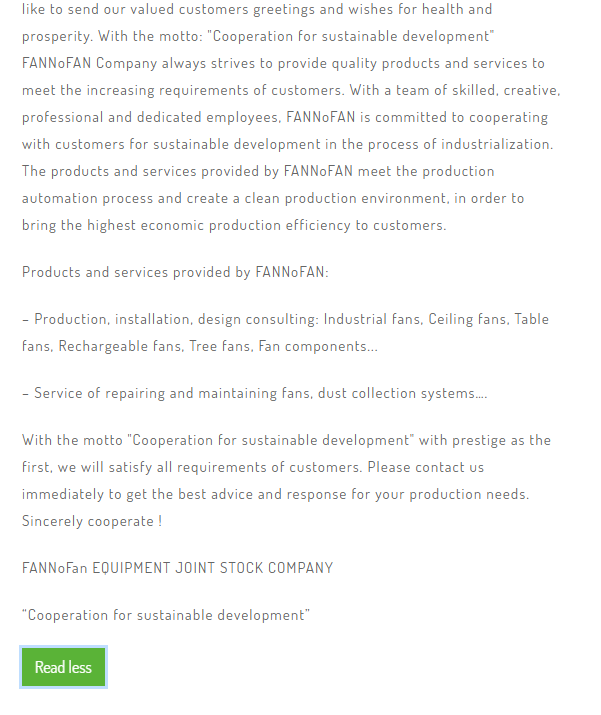 like to send our valued customers greetings and wishes for health and
prosperity. With the motto: "Cooperation for sustainable development"
FANNoFAN Company always strives to provide quality products and services to
meet the increasing requirements of customers. With a team of skilled, creative,
professional and dedicated employees, FANNoFAN is committed to cooperating
with customers for sustainable development in the process of industrialization.
The products and services provided by FANNoFAN meet the production
automation process and create a clean production environment, in order to
bring the highest economic production efficiency to customers.
Products and services provided by FANNoFAN:
– Production, installation, design consulting: Industrial fans, Ceiling fans, Table
fans, Rechargeable fans, Tree fans, Fan components...
– Service of repairing and maintaining fans, dust collection systems….
With the motto "Cooperation for sustainable development" with prestige as the
first, we will satisfy all requirements of customers. Please contact us
immediately to get the best advice and response for your production needs.
Sincerely cooperate !
FANNoFan EQUIPMENT JOINT STOCK COMPANY
“Cooperation for sustainable development”
Read less